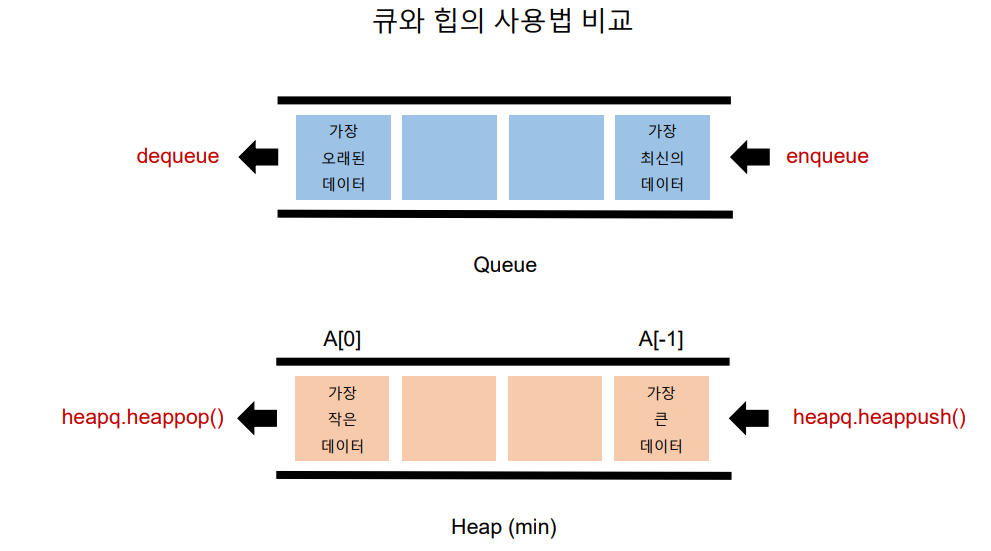 큐와 힙의 사용법 비교
dequeue
가장
오래된
데이터
가장
최신의
데이터
enqueue
Queue
A[0]
A[-1]
heapq.heappop()
가장
작은
데이터
가장
큰
데이터
heapq.heappush()
Heap (min)